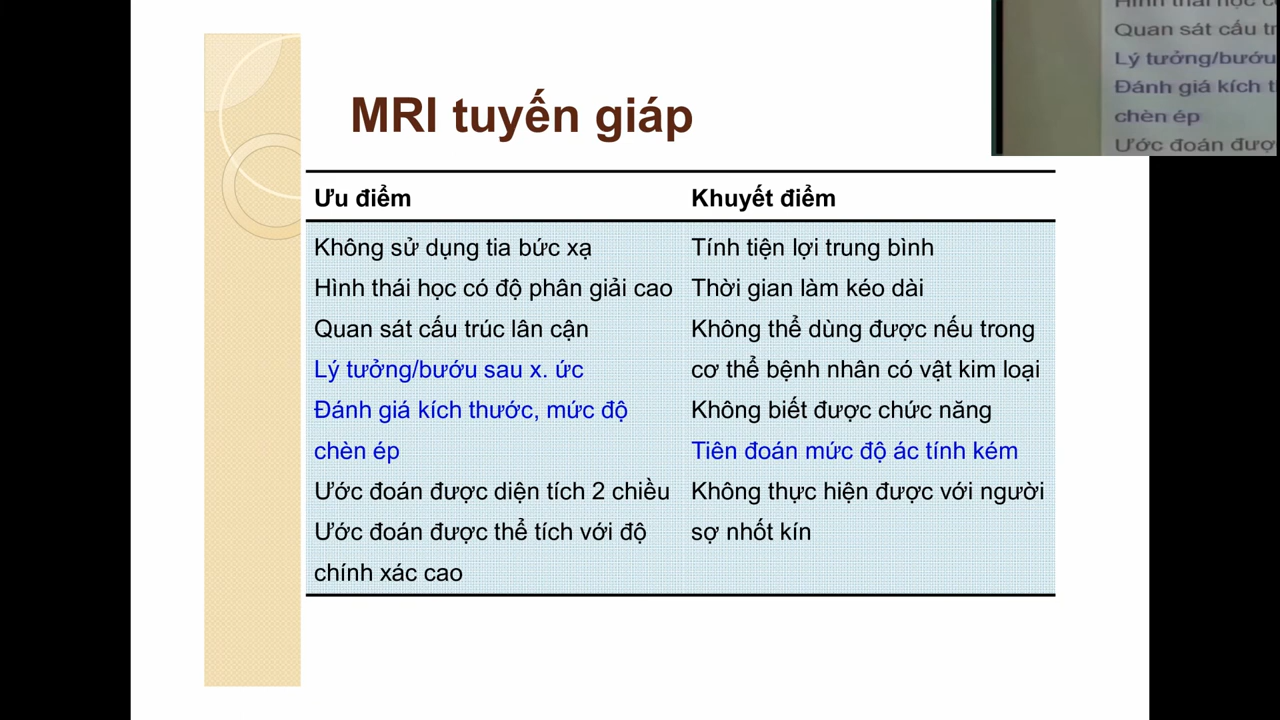 MRI tuyến giáp
Ưu điểm
Không sử dụng tia bức xạ
Hình thái học có độ phân giải cao
Quan sát cấu trúc lân cận
Lý tưởng/bướu sau x. ức
Đánh giá kích thước, mức độ
chèn ép
Ước đoán được diện tích 2 chiều
Ước đoán được thể tích với độ
chính xác cao
Khuyết điểm
Tính tiện lợi trung bình
Thời gian làm kéo dài
Không thể dùng được nếu trong
cơ thể bệnh nhân có vật kim loại
Không biết được chức năng
Tiên đoán mức độ ác tính kém
Không thực hiện được với người
sợ nhốt kín
Hình thái học
Quan sát cấu
Lý tưởng/bướu
Đánh giá kích
chèn ép
Ước đoán